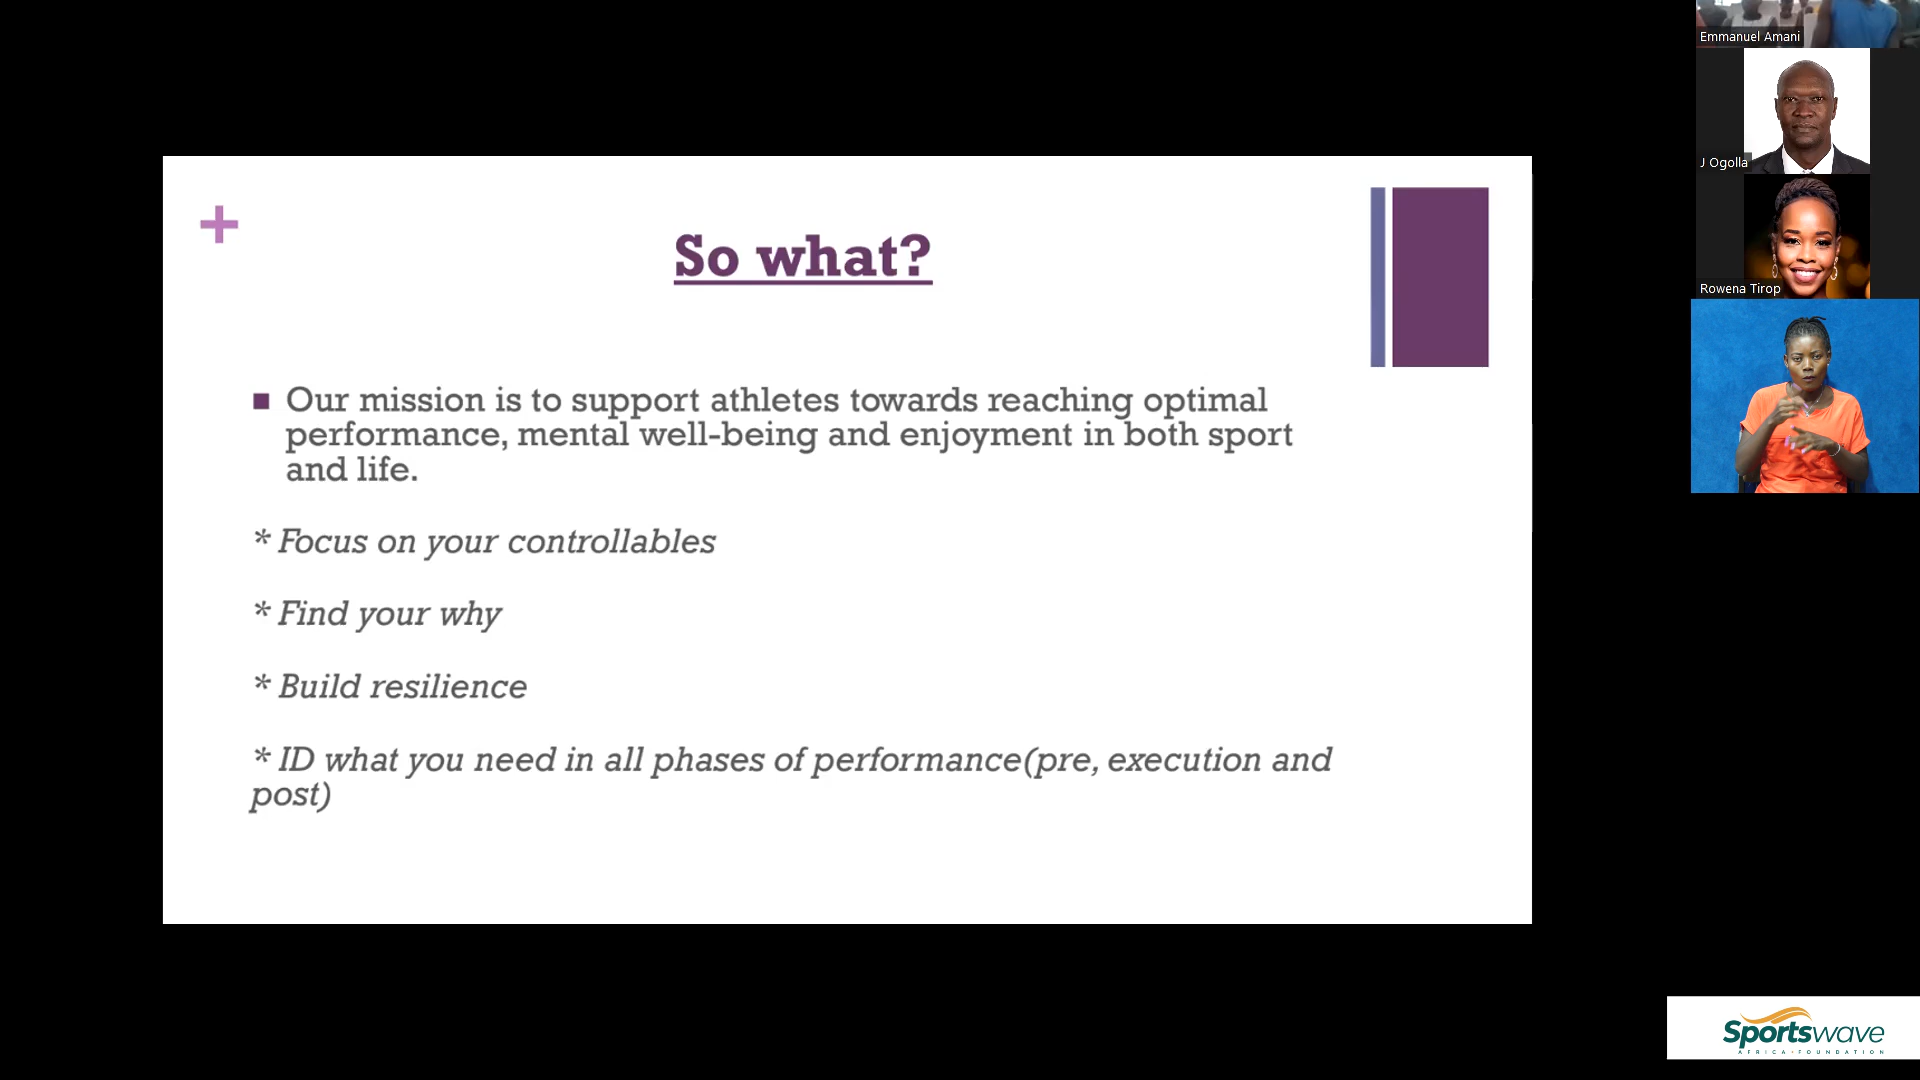 So what?
Our mission is to support athletes towards reaching optimal
performance, mental well-being and enjoyment in both sport
and life.
* Focus on your controllables
* Find your why
* Build resilience
* ID what you need in all phases of performance(pre, execution and
post)
Emmanuel Amani
J Ogolla
Rowena Tirop
Sportswave
AFRICA • FOUNDATION